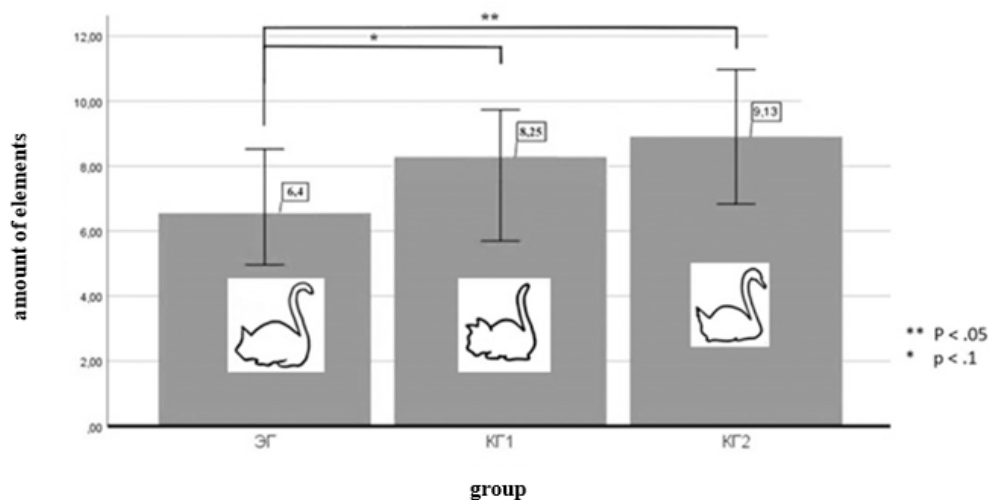 **
*
12,00
10,00
8,00
6,00
4,00
2,00
,00
amount of elements
6,4
8,25
9,13
** P < .05
* p < .1
ЭГ КГ1 КГ2
group